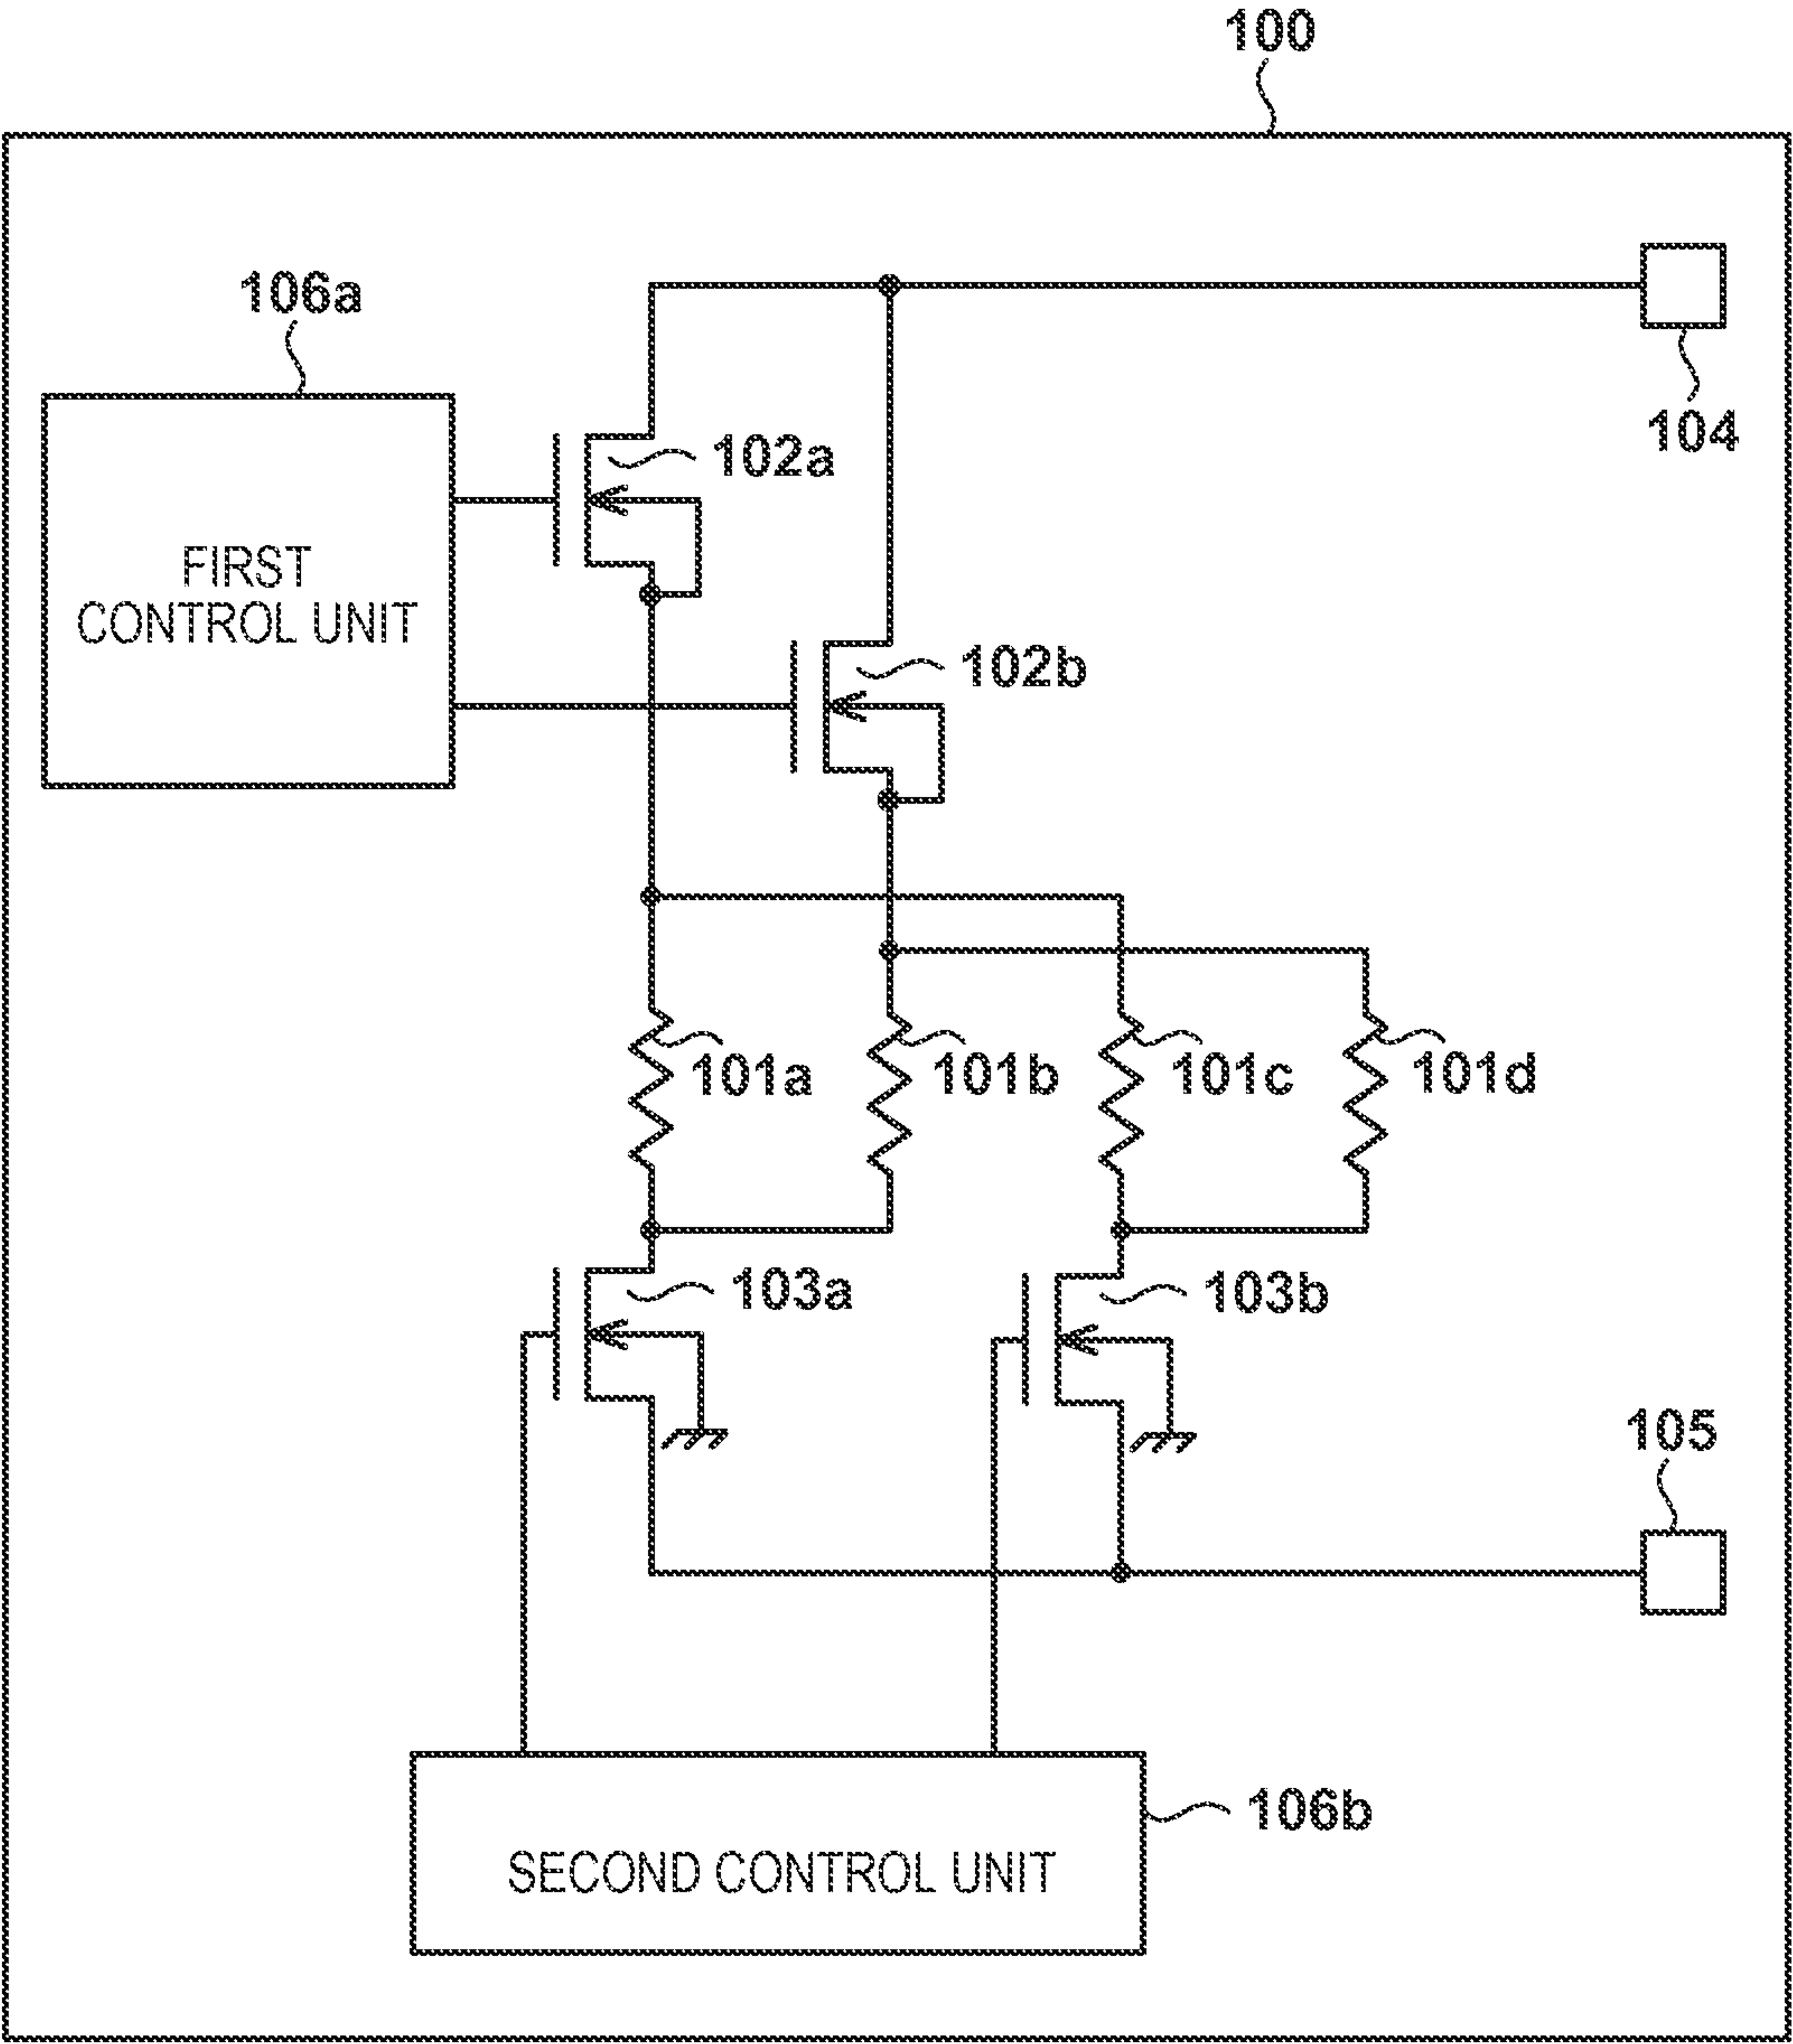 100
106a
104
102a
FIRST
CONTROL UNIT
102b
101a
101b
101c
101d
103a
103b
105
106b
SECOND CONTROL UNIT